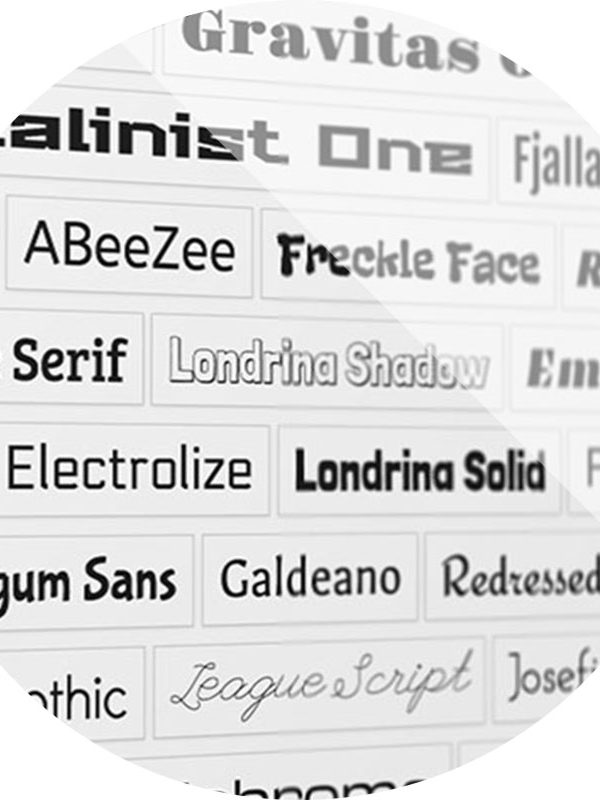 Gravitas
alinist One Fjalla
ABeeZee Freckle Face R
Serif Londrina Shadow Em
Electrolize Londrina Solid F
gum Sans Galdeano Redressed
othic League Script Josefi